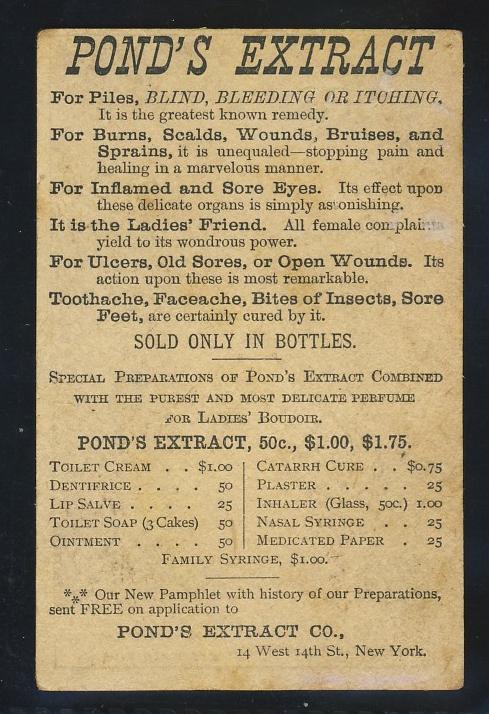 POND'S EXTRACT
For Piles, BLIND, BLEEDING OR ITCHING.
It is the greatest known remedy.
For Burns, Scalds, Wounds, Bruises, and
Sprains, it is unequaled—stopping pain and
healing in a marvelous manner.
For Inflamed and Sore Eyes. Its effect upon
these delicate organs is simply astonishing.
It is the Ladies' Friend. All female complaints
yield to its wondrous power.
For Ulcers, Old Sores, or Open Wounds. Its
action upon these is most remarkable.
Toothache, Faceache, Bites of Insects, Sore
Feet, are certainly cured by it.
SOLD ONLY IN BOTTLES.
SPECIAL PREPARATIONS OF POND'S EXTRACT COMBINED
WITH THE PUREST AND MOST DELICATE PERFUME
FOR LADIES' BOUDOIR.
POND'S EXTRACT, 50c., $1.00, $1.75.
TOILET CREAM . . $1.00
DENTIFRICE . . . . 50
LIP SALVE . . . . 25
TOILET SOAP (3 Cakes) 50
OINTMENT . . . . 50
CATARRH CURE . . $0.75
PLASTER . . . . . 25
INHALER (Glass, 50c.) 1.00
NASAL SYRINGE . . 25
MEDICATED PAPER . 25
FAMILY SYRINGE, $1.00.
*** Our New Pamphlet with history of our Preparations,
sent FREE on application to
POND'S EXTRACT CO.,
14 West 14th St., New York.